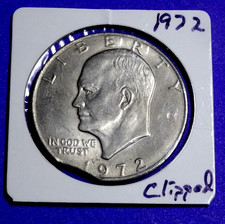 1972
LIBERTY
IN GOD WE
TRUST
1972
Clipped